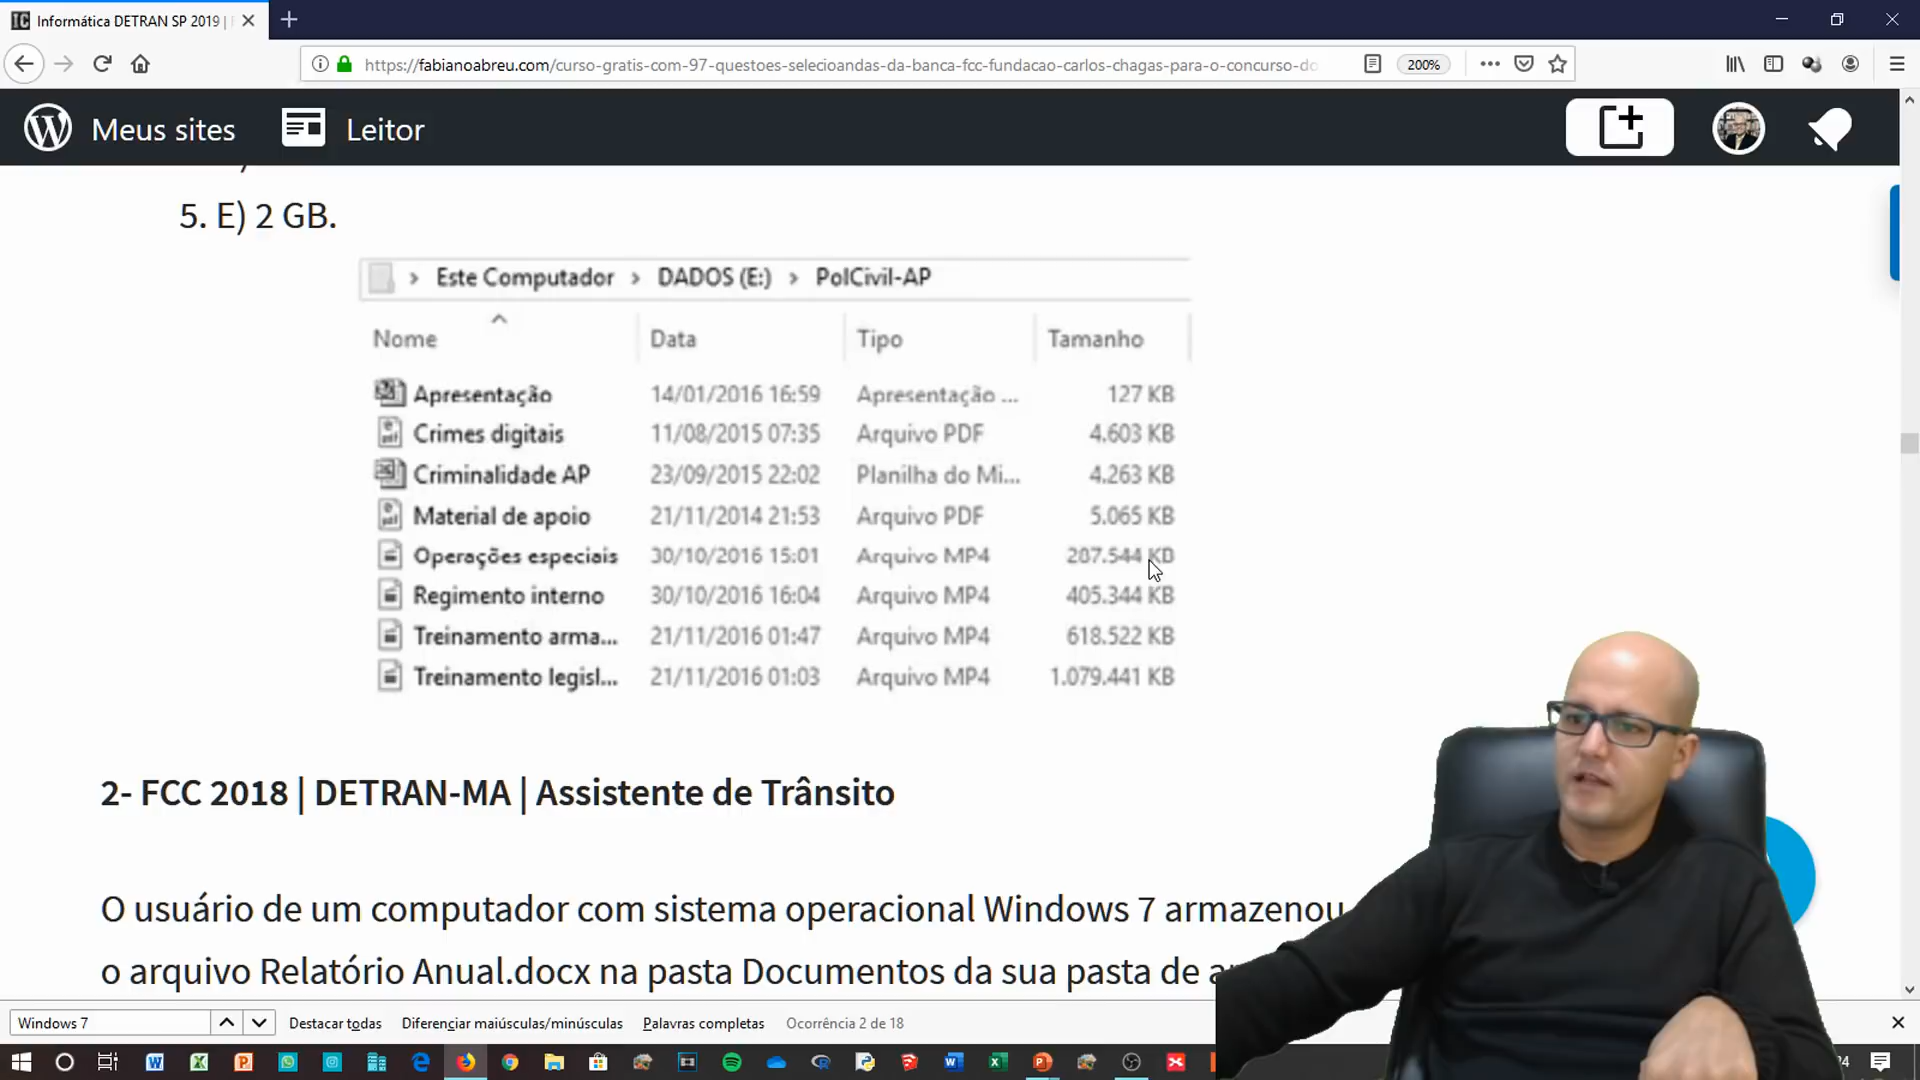 Informática DETRAN SP 2019 |
https://fabianoabreu.com/curso-gratis-com-97-questoes-selecioandas-da-banca-fcc-fundacao-carlos-chagas-para-o-concurso-do
200%
Meus sites
Leitor
5. E) 2 GB.
Este Computador > DADOS (E:) > PolCivil-AP
Nome Data Tipo Tamanho
Apresentação 14/01/2016 16:59 Apresentação ... 127 KB
Crimes digitais 11/08/2015 07:35 Arquivo PDF 4.603 KB
Criminalidade AP 23/09/2015 22:02 Planilha do Mi... 4.263 KB
Material de apoio 21/11/2014 21:53 Arquivo PDF 5.065 KB
Operações especiais 30/10/2016 15:01 Arquivo MP4 287.544 KB
Regimento interno 30/10/2016 16:04 Arquivo MP4 405.344 KB
Treinamento arma... 21/11/2016 01:47 Arquivo MP4 618.522 KB
Treinamento legisl... 21/11/2016 01:03 Arquivo MP4 1.079.441 KB
2- FCC 2018 | DETRAN-MA | Assistente de Trânsito
O usuário de um computador com sistema operacional Windows 7 armazenou
o arquivo Relatório Anual.docx na pasta Documentos da sua pasta de
Windows 7 Destacar todas Diferençiar maiúsculas/minúsculas Palavras completas Ocorrência 2 de 18